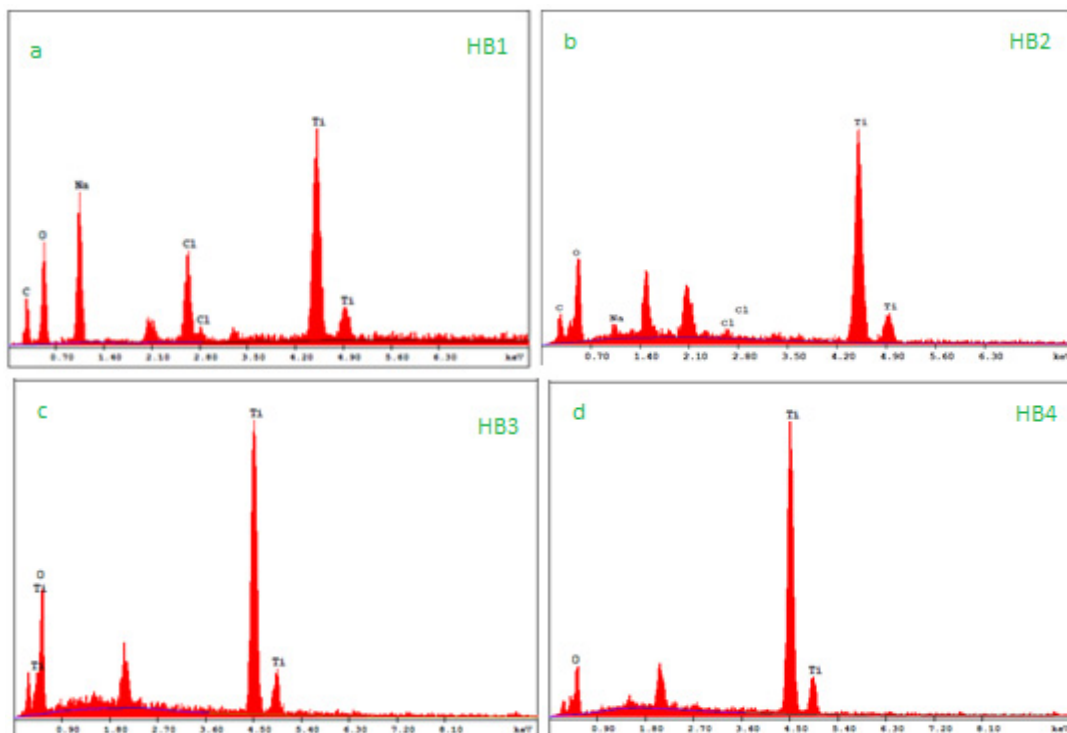 a
HB1
Ti
Na
O
Cl
C
Ti
Cl
0.70 1.40 2.10 2.80 3.50 4.20 4.90 5.60 6.30 keV
b
HB2
Ti
O
C
Na
Cl
Cl
Ti
0.70 1.40 2.10 2.80 3.50 4.20 4.90 5.60 6.30 keV
c
HB3
Ti
O
Ti
Ti
Ti
0.90 1.80 2.70 3.60 4.50 5.40 6.30 7.20 8.10 keV
d
HB4
Ti
O
Ti
0.90 1.80 2.70 3.60 4.50 5.40 6.30 7.20 8.10 keV